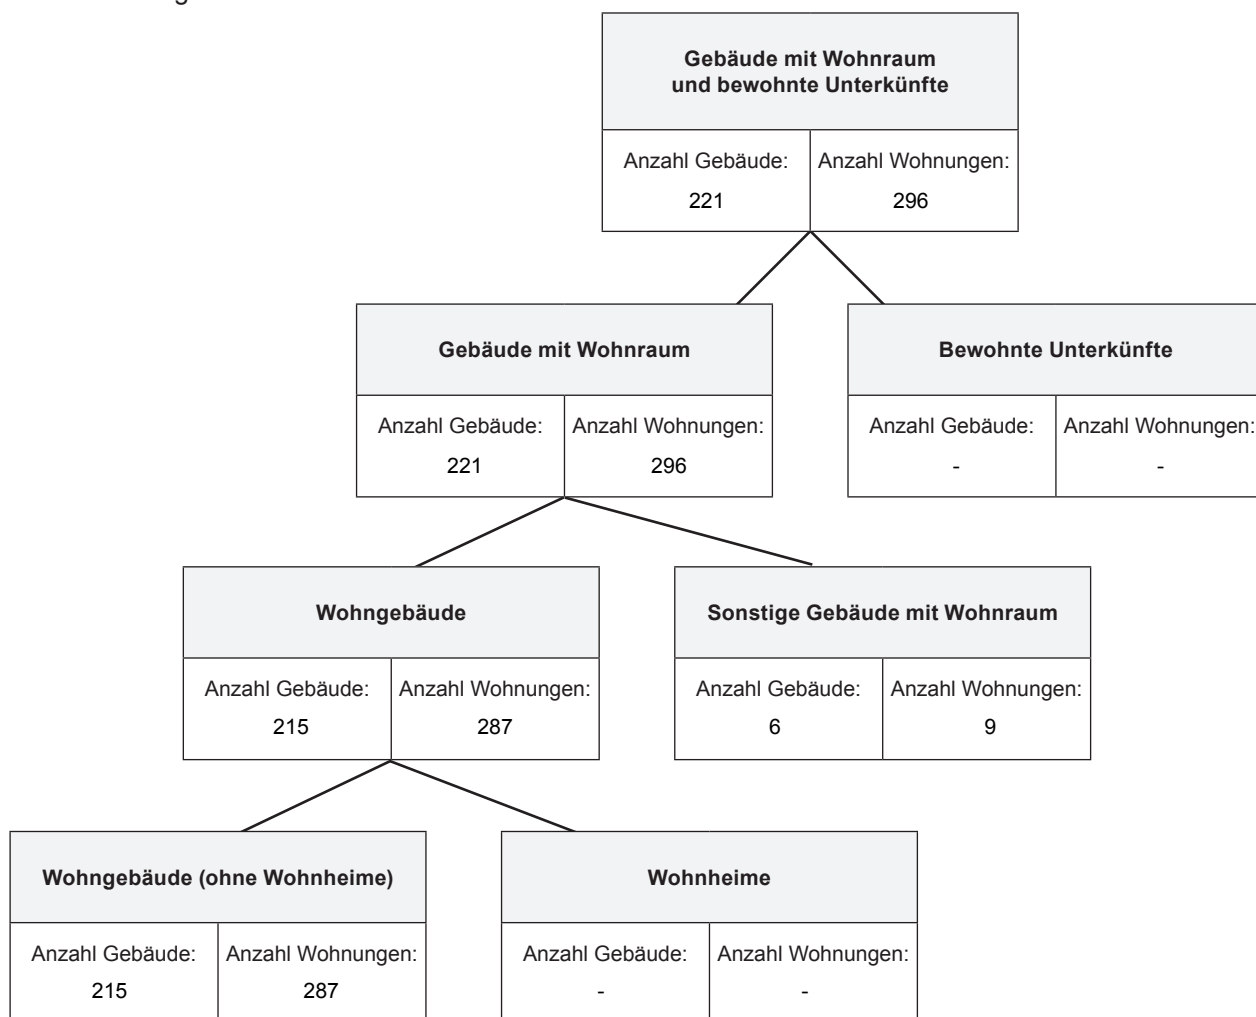 Gebäude mit Wohnraum
und bewohnte Unterkünfte
Anzahl Gebäude: Anzahl Wohnungen:
221 296
Gebäude mit Wohnraum Bewohnte Unterkünfte
Anzahl Gebäude: Anzahl Wohnungen: Anzahl Gebäude: Anzahl Wohnungen:
221 296 - -
Wohngebäude Sonstige Gebäude mit Wohnraum
Anzahl Gebäude: Anzahl Wohnungen: Anzahl Gebäude: Anzahl Wohnungen:
215 287 6 9
Wohngebäude (ohne Wohnheime) Wohnheime
Anzahl Gebäude: Anzahl Wohnungen: Anzahl Gebäude: Anzahl Wohnungen:
215 287 - -